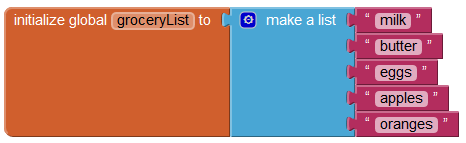 initialize global groceryList to make a list “ milk ”
“ butter ”
“ eggs ”
“ apples ”
“ oranges ”